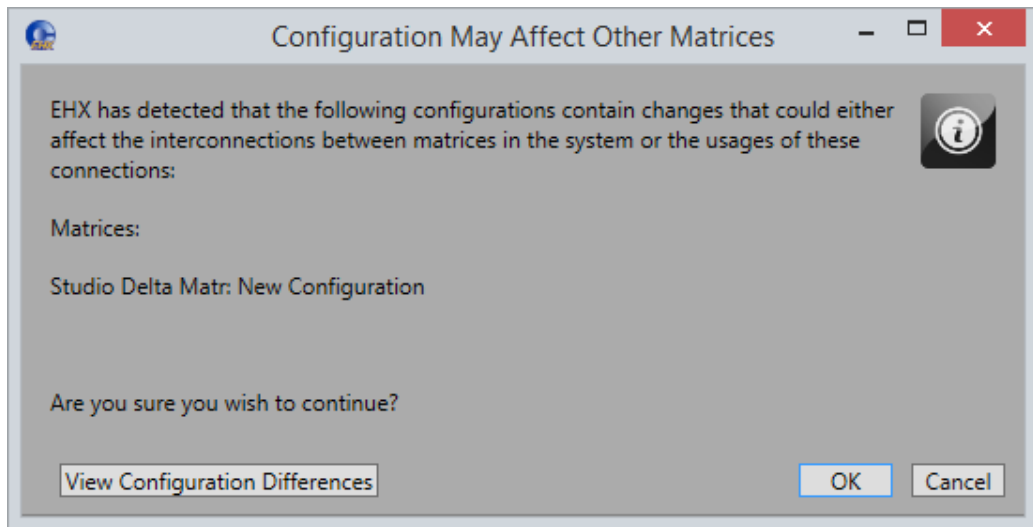 Configuration May Affect Other Matrices
EHX has detected that the following configurations contain changes that could either
affect the interconnections between matrices in the system or the usages of these
connections:
Matrices:
Studio Delta Matr: New Configuration
Are you sure you wish to continue?
View Configuration Differences
OK
Cancel